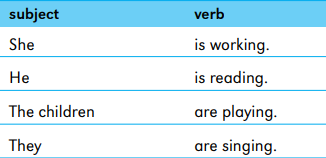 subject verb
She is working.
He is reading.
The children are playing.
They are singing.